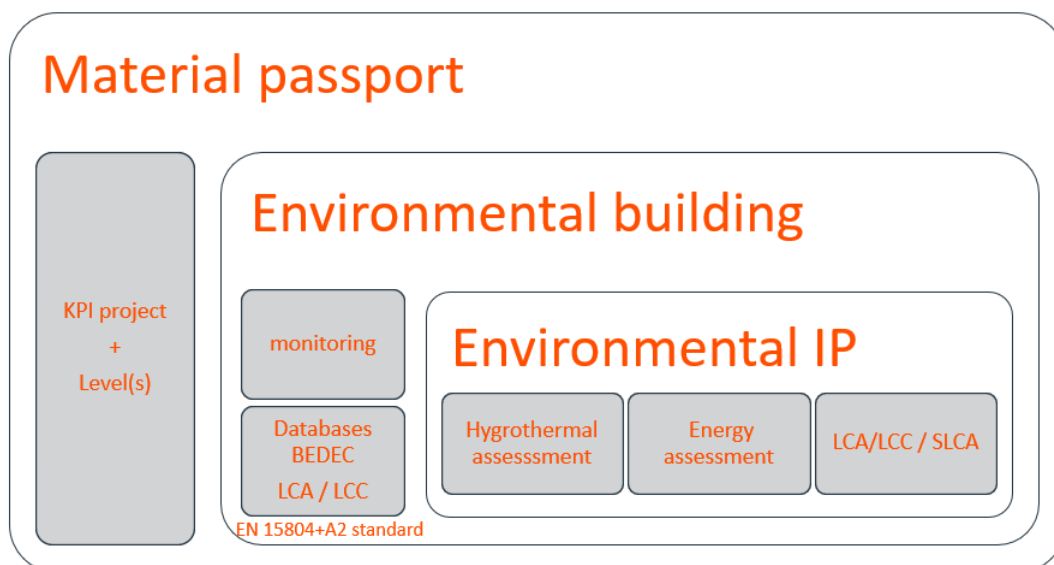 Material passport
KPI project
+
Level(s)
Environmental building
monitoring
Databases
BEDEC
LCA / LCC
EN 15804+A2 standard
Environmental IP
Hygrothermal
assesssment
Energy
assessment
LCA/LCC / SLCA